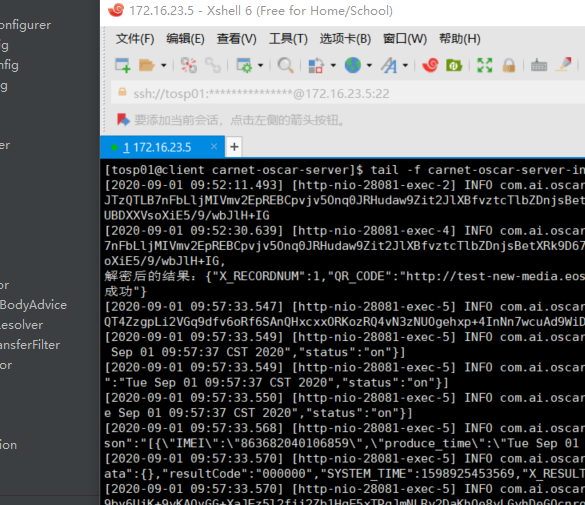 172.16.23.5 - Xshell 6 (Free for Home/School)
文件(F) 编辑(E) 查看(V) 工具(T) 选项卡(B) 窗口(W) 帮助(H)
ssh://tosp01:***************@172.16.23.5:22
要添加当前会话，点击左侧的箭头按钮。
1 172.16.23.5 × +
onfigurer
ig
nfig
g
er
or
BodyAdvice
Resolver
ansferFilter
or
ion
[tosp01@client carnet-oscar-server]$ tail -f carnet-oscar-server-in
[2020-09-01 09:52:11.493] [http-nio-28081-exec-2] INFO com.ai.oscar
JTzQTLB7nFbLljMIVmv2EpREBCpvjv5Onq0JRHudaw9Zit2JlXBfvztcTlbZDnjsBet
UBDXXVsoXiE5/9/wbJlH+IG
[2020-09-01 09:52:30.639] [http-nio-28081-exec-4] INFO com.ai.oscar
7nFbLljMIVmv2EpREBCpvjv5Onq0JRHudaw9Zit2JlXBfvztcTlbZDnjsBetXRk9D67
oXiE5/9/wbJlH+IG,
解密后的结果：{"X_RECORDNUM":1,"QR_CODE":"http://test-new-media.eos
成功"}
[2020-09-01 09:57:33.547] [http-nio-28081-exec-5] INFO com.ai.oscar
QT4ZzgpLi2VGq9dfv6oRf6SAnQHxcxxORKozRQ4vN3zNUOgehxp+4InNn7wcuAd9WiD
[2020-09-01 09:57:33.549] [http-nio-28081-exec-5] INFO com.ai.oscar
 Sep 01 09:57:37 CST 2020","status":"on"}]
[2020-09-01 09:57:33.549] [http-nio-28081-exec-5] INFO com.ai.oscar
":"Tue Sep 01 09:57:37 CST 2020","status":"on"}]
[2020-09-01 09:57:33.550] [http-nio-28081-exec-5] INFO com.ai.oscar
e Sep 01 09:57:37 CST 2020","status":"on"}]
[2020-09-01 09:57:33.568] [http-nio-28081-exec-5] INFO com.ai.oscar
son":"[{\"IMEI\":\"863682040106859\",\"produce_time\":\"Tue Sep 01
[2020-09-01 09:57:33.570] [http-nio-28081-exec-5] INFO com.ai.oscar
ata":{},"resultCode":"000000","SYSTEM_TIME":1598925453569,"X_RESULT
[2020-09-01 09:57:33.570] [http-nio-28081-exec-5] INFO com.ai.oscar